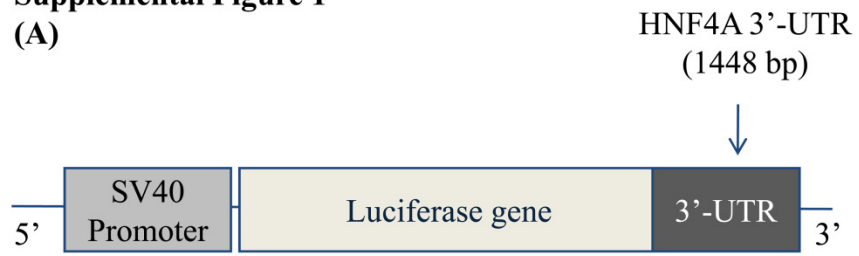 Supplemental Figure 1
(A)
HNF4A 3’-UTR
(1448 bp)
SV40
Promoter
Luciferase gene
3’-UTR
5’
3’